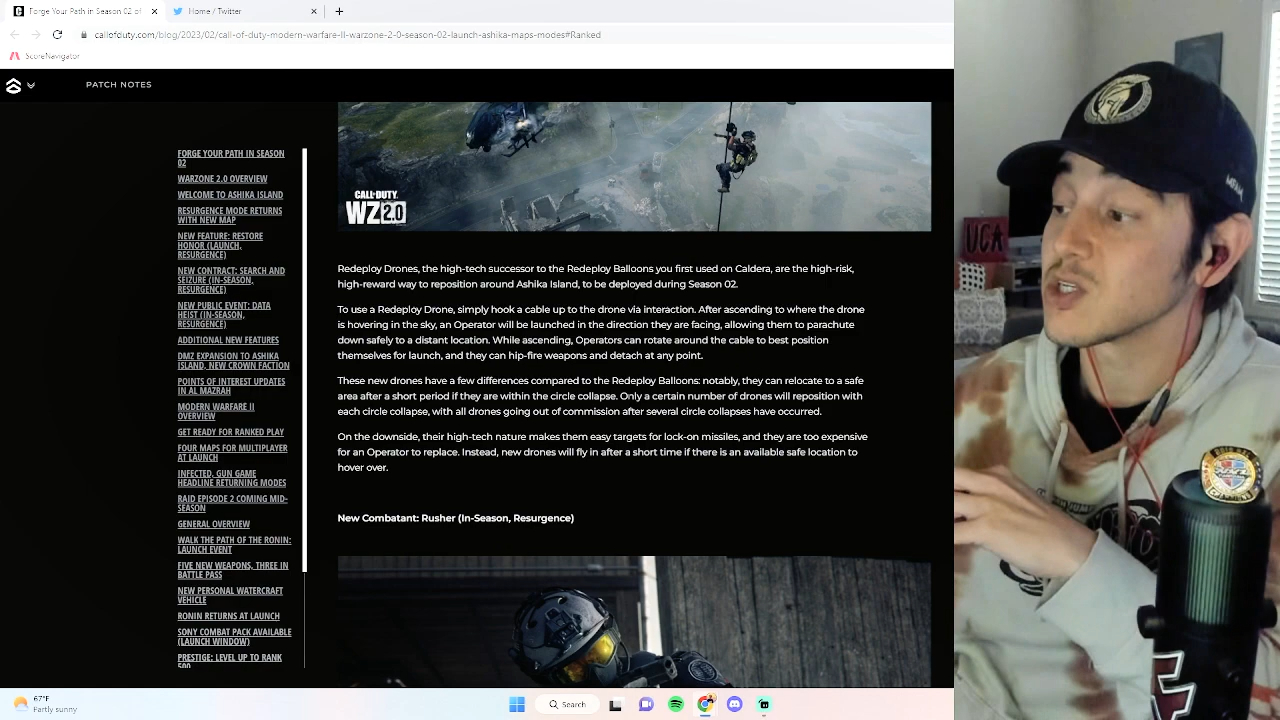 Forge Your Path in Season 02 of
Home / Twitter
callofduty.com/blog/2023/02/call-of-duty-modern-warfare-II-warzone-2-0-season-02-launch-ashika-maps-modes#Ranked
ScoreNavigator
PATCH NOTES
FORGE YOUR PATH IN SEASON
02
WARZONE 2.0 OVERVIEW
WELCOME TO ASHIKA ISLAND
RESURGENCE MODE RETURNS
WITH NEW MAP
NEW FEATURE: RESTORE
HONOR (LAUNCH,
RESURGENCE)
NEW CONTRACT: SEARCH AND
SEIZURE (IN-SEASON,
RESURGENCE)
NEW PUBLIC EVENT: DATA
HEIST (IN-SEASON,
RESURGENCE)
ADDITIONAL NEW FEATURES
DMZ EXPANSION TO ASHIKA
ISLAND, NEW CROWN FACTION
POINTS OF INTEREST UPDATES
IN AL MAZRAH
MODERN WARFARE II
OVERVIEW
GET READY FOR RANKED PLAY
FOUR MAPS FOR MULTIPLAYER
AT LAUNCH
INFECTED, GUN GAME
HEADLINE RETURNING MODES
RAID EPISODE 2 COMING MID-
SEASON
GENERAL OVERVIEW
WALK THE PATH OF THE RONIN:
LAUNCH EVENT
FIVE NEW WEAPONS, THREE IN
BATTLE PASS
NEW PERSONAL WATERCRAFT
VEHICLE
RONIN RETURNS AT LAUNCH
SONY COMBAT PACK AVAILABLE
(LAUNCH WINDOW)
PRESTIGE: LEVEL UP TO RANK
500
CALL OF DUTY
WZ 2.0
Redeploy Drones, the high-tech successor to the Redeploy Balloons you first used on Caldera, are the high-risk,
high-reward way to reposition around Ashika Island, to be deployed during Season 02.
To use a Redeploy Drone, simply hook a cable up to the drone via interaction. After ascending to where the drone
is hovering in the sky, an Operator will be launched in the direction they are facing, allowing them to parachute
down safely to a distant location. While ascending, Operators can rotate around the cable to best position
themselves for launch, and they can hip-fire weapons and detach at any point.
These new drones have a few differences compared to the Redeploy Balloons: notably, they can relocate to a safe
area after a short period if they are within the circle collapse. Only a certain number of drones will reposition with
each circle collapse, with all drones going out of commission after several circle collapses have occurred.
On the downside, their high-tech nature makes them easy targets for lock-on missiles, and they are too expensive
for an Operator to replace. Instead, new drones will fly in after a short time if there is an available safe location to
hover over.
New Combatant: Rusher (In-Season, Resurgence)
UCA
67°F
Partly sunny
Search